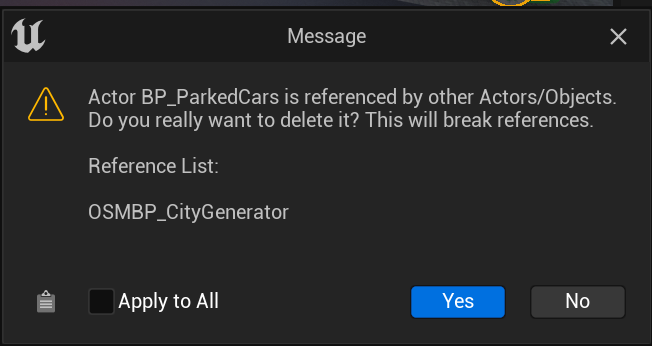 Message
Actor BP_ParkedCars is referenced by other Actors/Objects.
Do you really want to delete it? This will break references.
Reference List:
OSMBP_CityGenerator
Apply to All
Yes
No